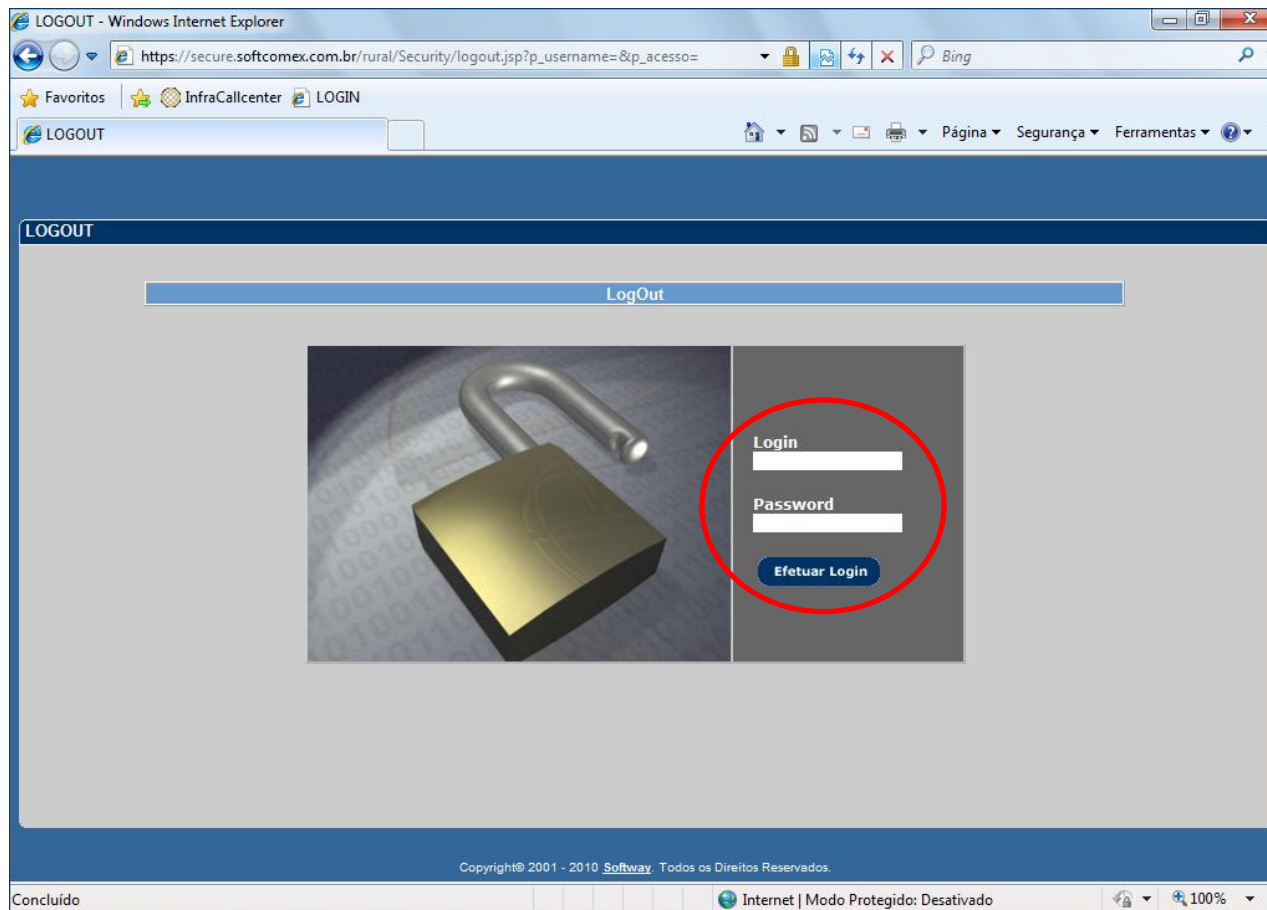 LOGOUT - Windows Internet Explorer
https://secure.softcomex.com.br/rural/Security/logout.jsp?p_username=&p_acesso=
Bing
Favoritos InfraCallcenter LOGIN
LOGOUT Página Segurança Ferramentas
LOGOUT
LogOut
Login
Password
Efetuar Login
Copyright© 2001 - 2010 Softway. Todos os Direitos Reservados.
Concluído Internet | Modo Protegido: Desativado 100%